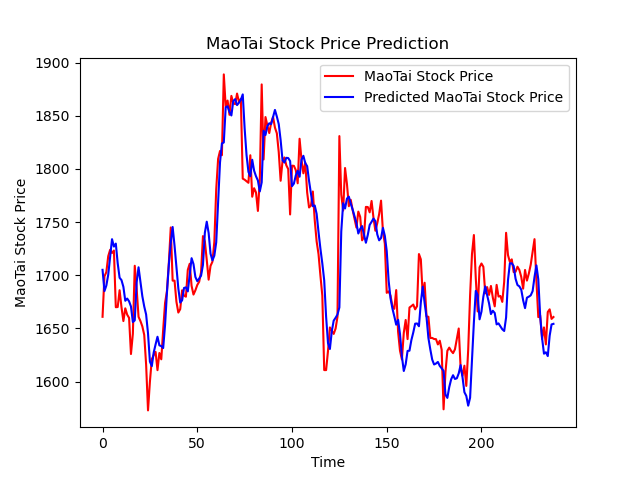 MaoTai Stock Price Prediction
MaoTai Stock Price
Predicted MaoTai Stock Price
1900
1850
1800
1750
1700
1650
1600
MaoTai Stock Price
0 50 100 150 200
Time